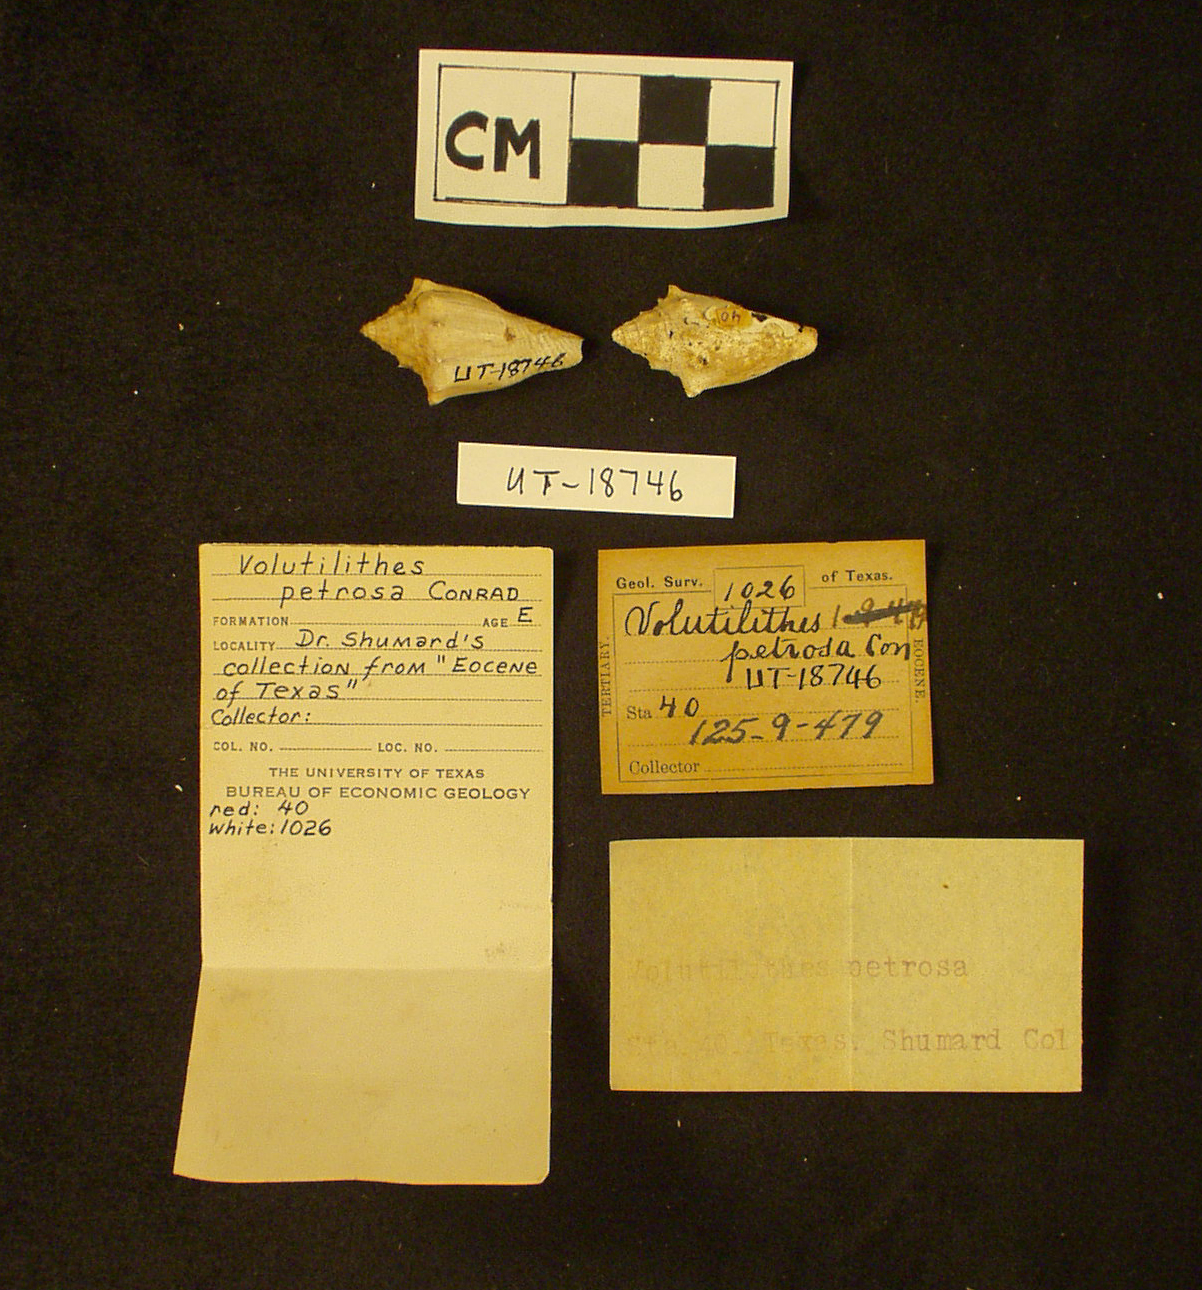 CM
UT-18746
40
UT-18746
Volutilithes
petrosa CONRAD
FORMATION AGE E
LOCALITY Dr. Shumard's
collection from "Eocene
of Texas"
Collector:
COL. NO. LOC. NO.
THE UNIVERSITY OF TEXAS
BUREAU OF ECONOMIC GEOLOGY
red: 40
white: 1026
Geol. Surv. 1026 of Texas.
Volutilithes
petrosa Con
UT-18746
Sta 40
125-9-479
Collector
TERTIARY.
EOCENE.
Volutilithes petrosa
Sta 40. Texas. Shumard Col